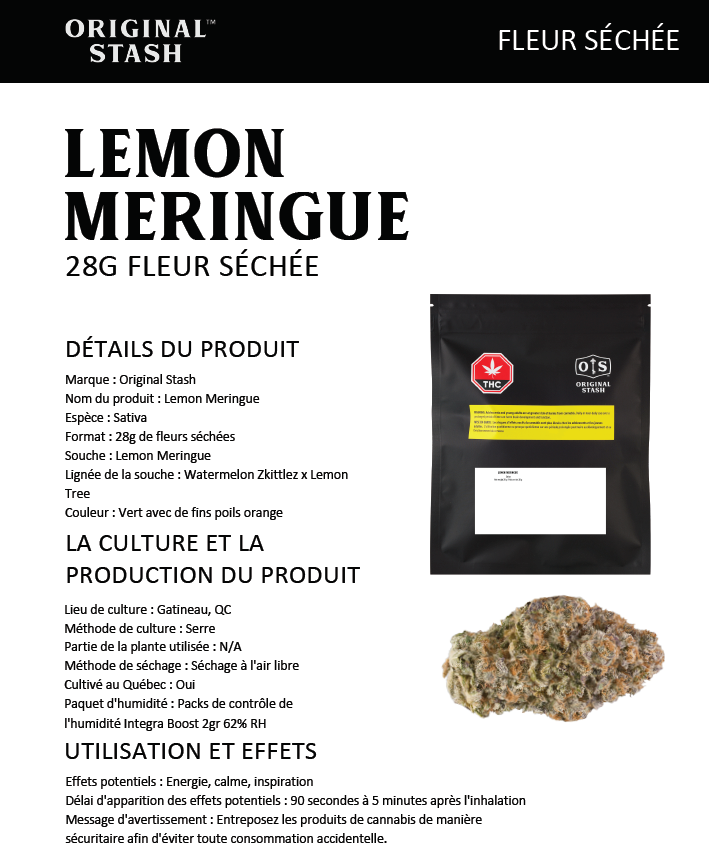 ORIGINAL™
STASH
FLEUR SÉCHÉE
LEMON
MERINGUE
28G FLEUR SÉCHÉE
DÉTAILS DU PRODUIT
Marque : Original Stash
Nom du produit : Lemon Meringue
Espèce : Sativa
Format : 28g de fleurs séchées
Souche : Lemon Meringue
Lignée de la souche : Watermelon Zkittlez x Lemon
Tree
Couleur : Vert avec de fins poils orange
THC
O S
ORIGINAL
STASH
LEMON MERINGUE
LA CULTURE ET LA
PRODUCTION DU PRODUIT
Lieu de culture : Gatineau, QC
Méthode de culture : Serre
Partie de la plante utilisée : N/A
Méthode de séchage : Séchage à l'air libre
Cultivé au Québec : Oui
Paquet d'humidité : Packs de contrôle de
l'humidité Integra Boost 2gr 62% RH
UTILISATION ET EFFETS
Effets potentiels : Energie, calme, inspiration
Délai d'apparition des effets potentiels : 90 secondes à 5 minutes après l'inhalation
Message d'avertissement : Entreposez les produits de cannabis de manière
sécuritaire afin d'éviter toute consommation accidentelle.